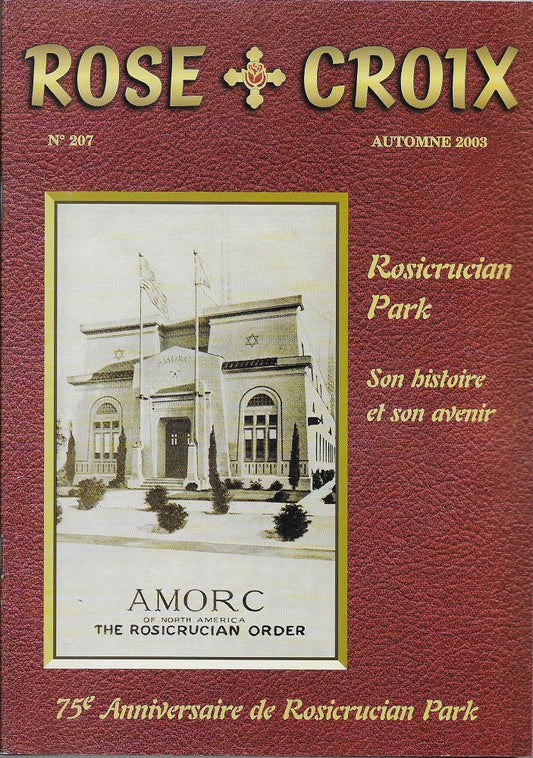 ROSE CROIX
N° 207
AUTOMNE 2003
Rosicrucian
Park
Son histoire
et son avenir
AMORC
AMORC
OF NORTH AMERICA
THE ROSICRUCIAN ORDER
75e Anniversaire de Rosicrucian Park